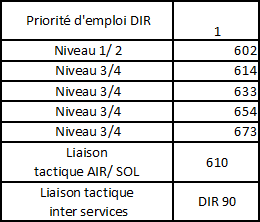 Priorité d'emploi DIR 1
Niveau 1/ 2 602
Niveau 3/4 614
Niveau 3/4 633
Niveau 3/4 654
Niveau 3/4 673
Liaison
tactique AIR/ SOL 610
Liaison tactique
inter services DIR 90